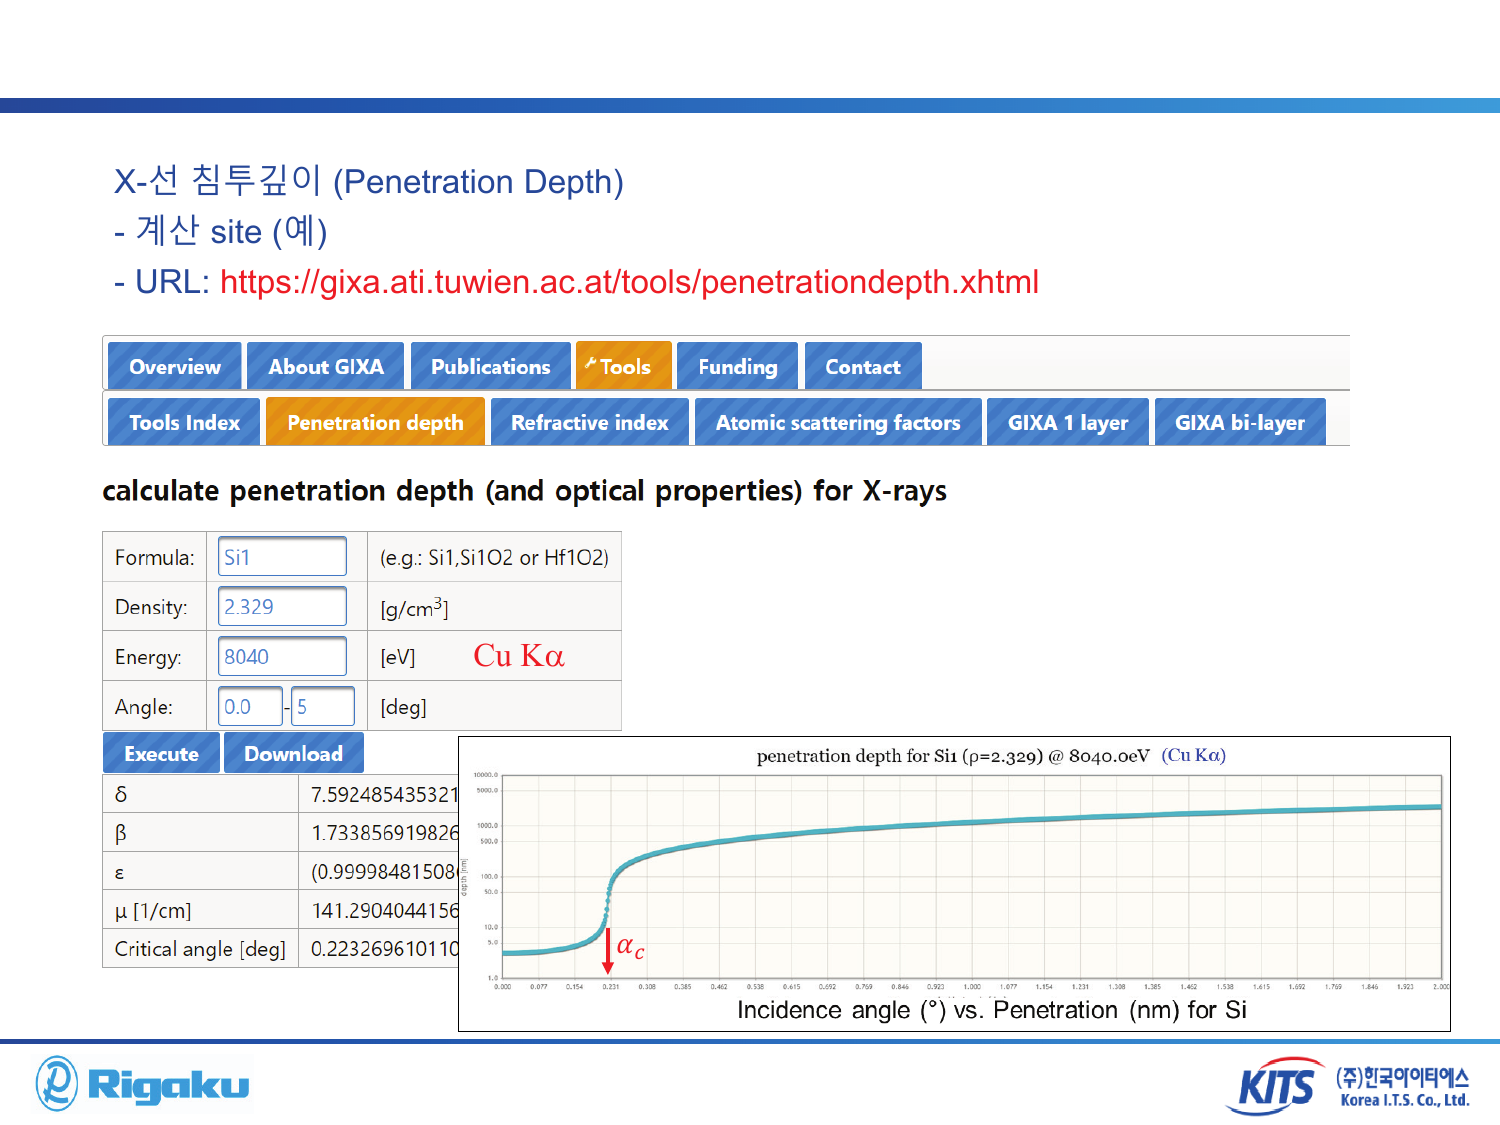 X-선 침투깊이 (Penetration Depth)
- 계산 site (예)
- URL: https://gixa.ati.tuwien.ac.at/tools/penetrationdepth.xhtml
Overview About GIXA Publications Tools Funding Contact
Tools Index Penetration depth Refractive index Atomic scattering factors GIXA 1 layer GIXA bi-layer
calculate penetration depth (and optical properties) for X-rays
Formula: Si1 (e.g.: Si1,Si1O2 or Hf1O2)
Density: 2.329 [g/cm³]
Energy: 8040 [eV] Cu Kα
Angle: 0.0 - 5 [deg]
Execute Download
δ 7.592485435321
β 1.733856919826
ε (0.99998481508
μ [1/cm] 141.2904044156
Critical angle [deg] 0.223269610110
penetration depth for Si1 (ρ=2.329) @ 8040.0eV (Cu Kα)
10000.0
5000.0
1000.0
500.0
100.0
50.0
10.0
5.0
1.0
depth [nm]
α_c
0.000 0.077 0.154 0.231 0.308 0.385 0.462 0.538 0.615 0.692 0.769 0.846 0.923 1.000 1.077 1.154 1.231 1.308 1.385 1.462 1.538 1.615 1.692 1.769 1.846 1.923 2.000
Incidence angle (°) vs. Penetration (nm) for Si
Rigaku
KITS (주)한국아이티에스
Korea I.T.S. Co., Ltd.